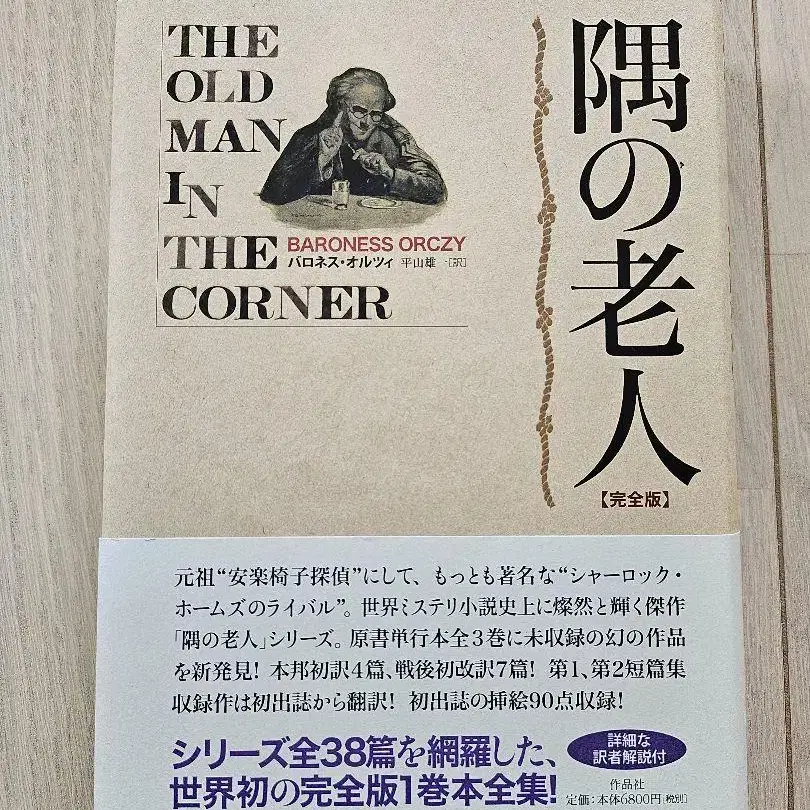 THE
OLD
MAN
IN
THE
CORNER
BARONESS ORCZY
バロネス・オルツィ 平山雄一[訳]
隅の老人
【完全版】
元祖“安楽椅子探偵”にして、もっとも著名な“シャーロック・
ホームズのライバル”。世界ミステリ小説史上に燦然と輝く傑作
「隅の老人」シリーズ。原書単行本全3巻に未収録の幻の作品
を新発見! 本邦初訳4篇、戦後初改訳7篇! 第1、第2短篇集
収録作は初出誌から翻訳! 初出誌の挿絵90点収録!
シリーズ全38篇を網羅した、
世界初の完全版1巻本全集!
詳細な
訳者解説付
作品社
定価:本体6800円[税別]